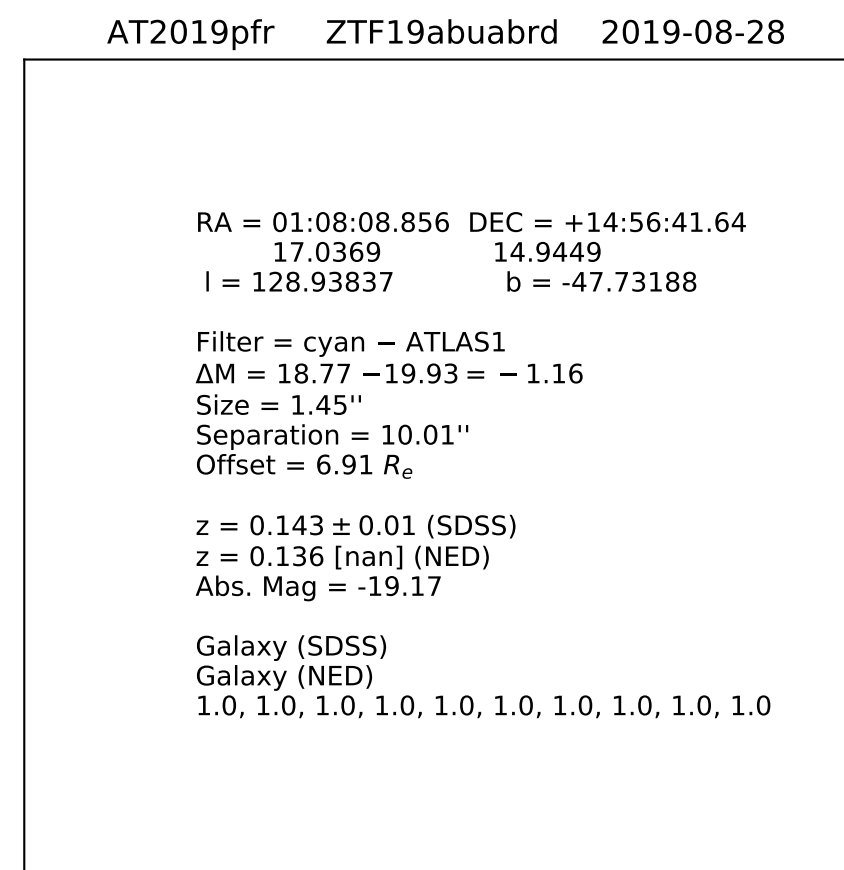 AT2019pfr ZTF19abuabrd 2019-08-28
RA = 01:08:08.856 DEC = +14:56:41.64
17.0369 14.9449
l = 128.93837 b = -47.73188
Filter = cyan − ATLAS1
ΔM = 18.77 −19.93 = − 1.16
Size = 1.45''
Separation = 10.01''
Offset = 6.91 Re
z = 0.143 ± 0.01 (SDSS)
z = 0.136 [nan] (NED)
Abs. Mag = -19.17
Galaxy (SDSS)
Galaxy (NED)
1.0, 1.0, 1.0, 1.0, 1.0, 1.0, 1.0, 1.0, 1.0, 1.0